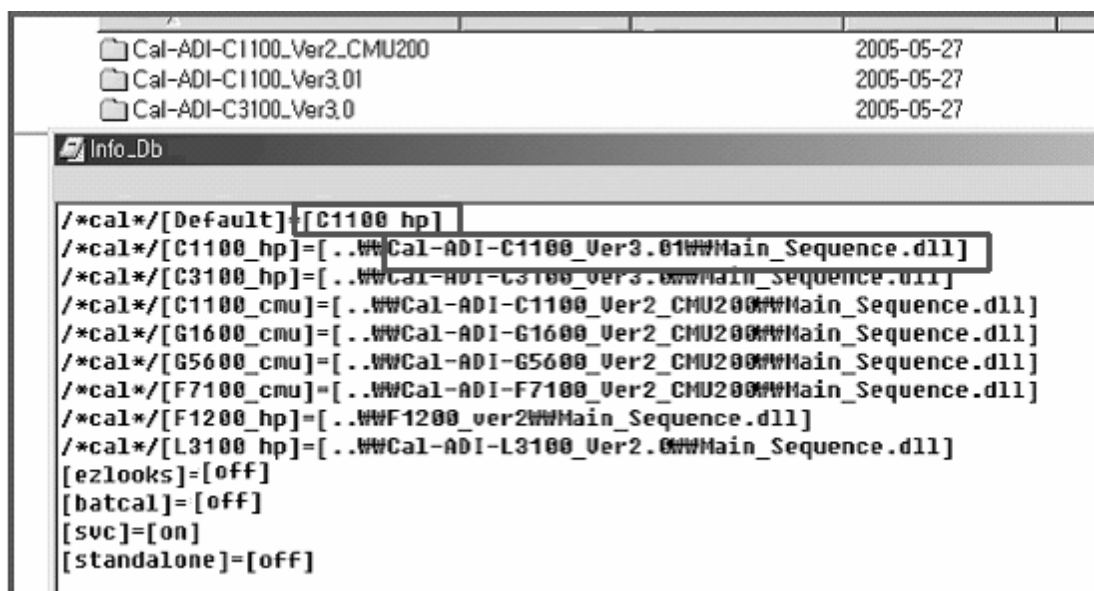 Cal-ADI-C1100_Ver2_CMU200 2005-05-27
Cal-ADI-C1100_Ver3.01 2005-05-27
Cal-ADI-C3100_Ver3.0 2005-05-27
Info_Db
/*cal*/[Default]=[C1100_hp]
/*cal*/[C1100_hp]=[..₩₩Cal-ADI-C1100_Ver3.01₩₩Main_Sequence.dll]
/*cal*/[C3100_hp]=[..₩₩Cal-ADI-C3100_Ver3.0₩₩Main_Sequence.dll]
/*cal*/[C1100_cmu]=[..₩₩Cal-ADI-C1100_Ver2_CMU200₩₩Main_Sequence.dll]
/*cal*/[G1600_cmu]=[..₩₩Cal-ADI-G1600_Ver2_CMU200₩₩Main_Sequence.dll]
/*cal*/[G5600_cmu]=[..₩₩Cal-ADI-G5600_Ver2_CMU200₩₩Main_Sequence.dll]
/*cal*/[F7100_cmu]=[..₩₩Cal-ADI-F7100_Ver2_CMU200₩₩Main_Sequence.dll]
/*cal*/[F1200_hp]=[..₩₩F1200_ver2₩₩Main_Sequence.dll]
/*cal*/[L3100_hp]=[..₩₩Cal-ADI-L3100_Ver2.0₩₩Main_Sequence.dll]
[ezlooks]=[off]
[batcal]=[off]
[svc]=[on]
[standalone]=[off]